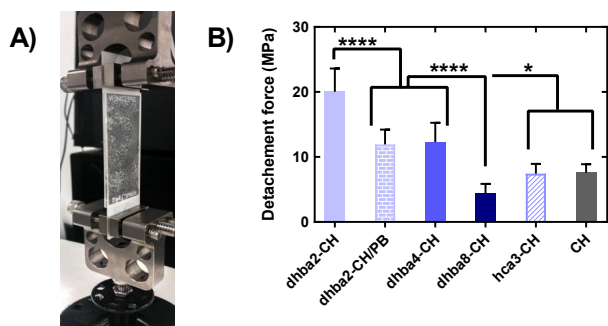 A)
B)
Detachement force (MPa)
30
20
10
0
****
****
*
dhba2-CH
dhba2-CH/PB
dhba4-CH
dhba8-CH
hca3-CH
CH